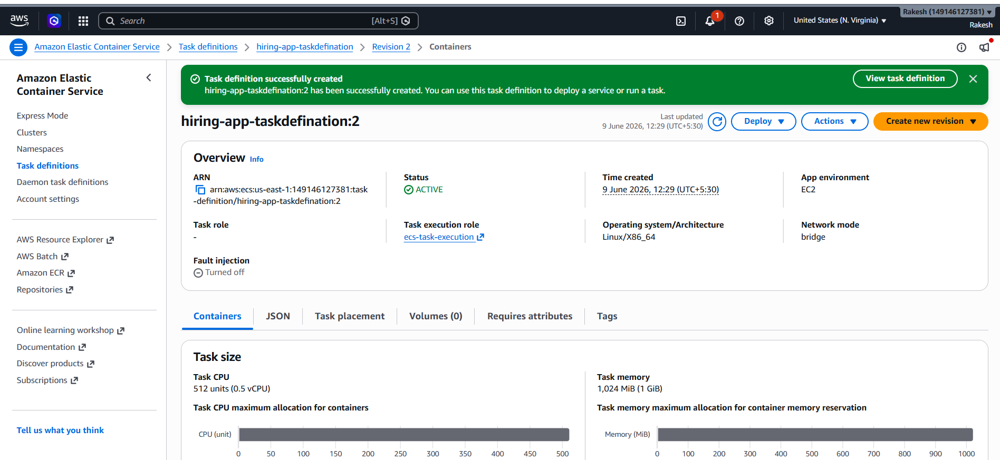 aws
Search
[Alt+S]
1
United States (N. Virginia)
Rakesh (149146127381)
Rakesh
Amazon Elastic Container Service
Task definitions
hiring-app-taskdefination
Revision 2
Containers
Amazon Elastic
Container Service
Express Mode
Clusters
Namespaces
Task definitions
Daemon task definitions
Account settings
AWS Resource Explorer
AWS Batch
Amazon ECR
Repositories
Online learning workshop
Documentation
Discover products
Subscriptions
Tell us what you think
Task definition successfully created
hiring-app-taskdefination:2 has been successfully created. You can use this task definition to deploy a service or run a task.
View task definition
hiring-app-taskdefination:2
Last updated
9 June 2026, 12:29 (UTC+5:30)
Deploy
Actions
Create new revision
Overview Info
ARN
arn:aws:ecs:us-east-1:149146127381:task
-definition/hiring-app-taskdefination:2
Status
ACTIVE
Time created
9 June 2026, 12:29 (UTC+5:30)
App environment
EC2
Task role
-
Task execution role
ecs-task-execution
Operating system/Architecture
Linux/X86_64
Network mode
bridge
Fault injection
Turned off
Containers
JSON
Task placement
Volumes (0)
Requires attributes
Tags
Task size
Task CPU
512 units (0.5 vCPU)
Task CPU maximum allocation for containers
CPU (unit)
0 50 100 150 200 250 300 350 400 450 500
Task memory
1,024 MiB (1 GiB)
Task memory maximum allocation for container memory reservation
Memory (MiB)
0 100 200 300 400 500 600 700 800 900 1000